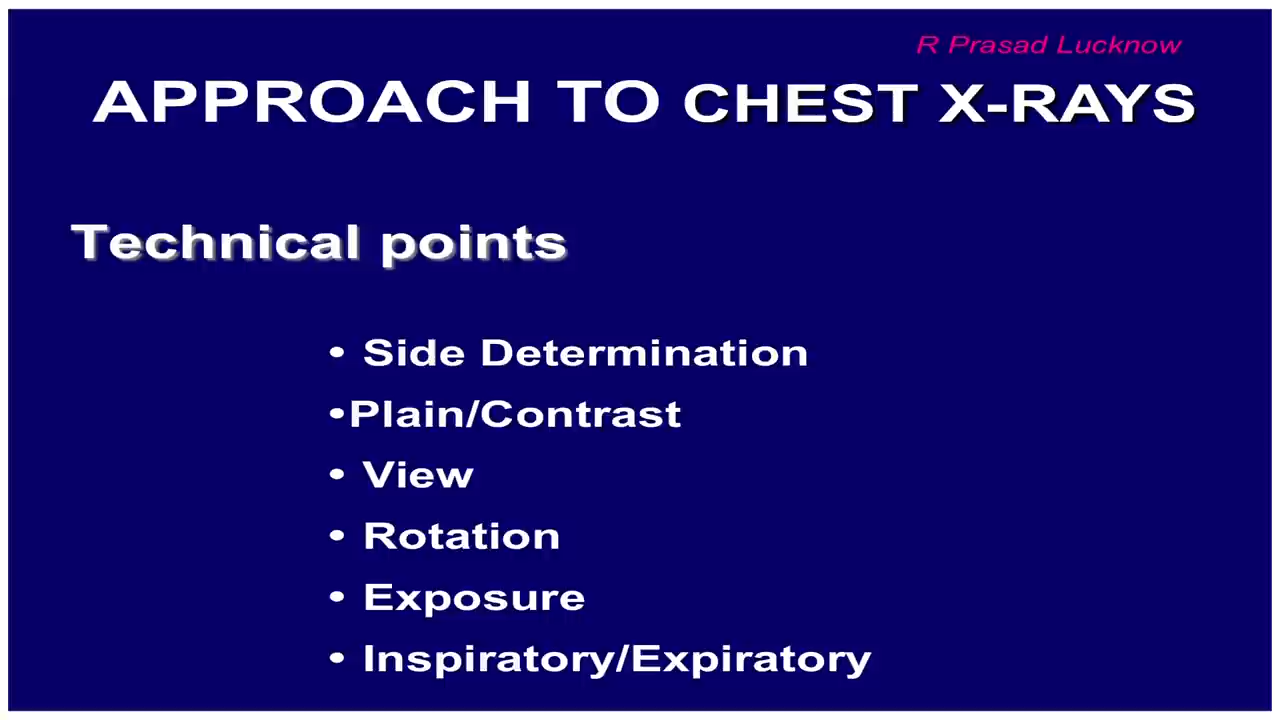 R Prasad Lucknow
APPROACH TO CHEST X-RAYS
Technical points
• Side Determination
•Plain/Contrast
• View
• Rotation
• Exposure
• Inspiratory/Expiratory